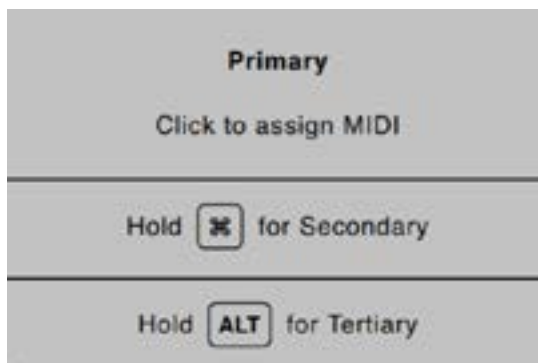 Primary
Click to assign MIDI
Hold ⌘ for Secondary
Hold ALT for Tertiary